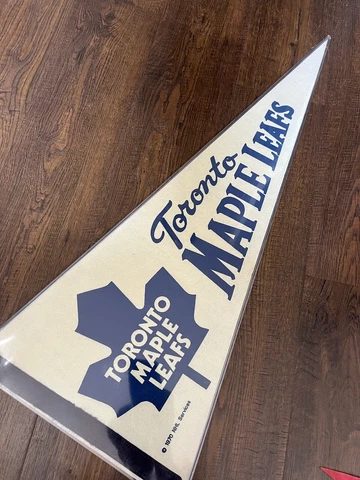 Toronto
MAPLE LEAFS
TORONTO
MAPLE
LEAFS
© 1970 NHL Services